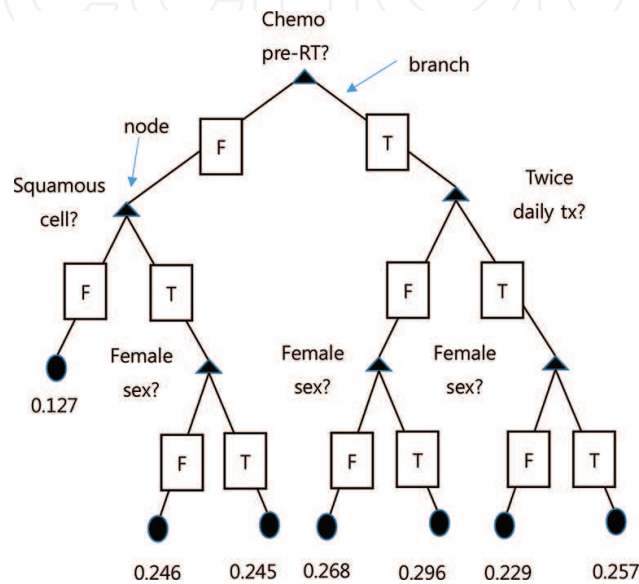 Chemo
pre-RT?
branch
node
F
T
Squamous
cell?
Twice
daily tx?
F
T
F
T
Female
sex?
Female
sex?
Female
sex?
0.127
F
T
F
T
F
T
0.246
0.245
0.268
0.296
0.229
0.257